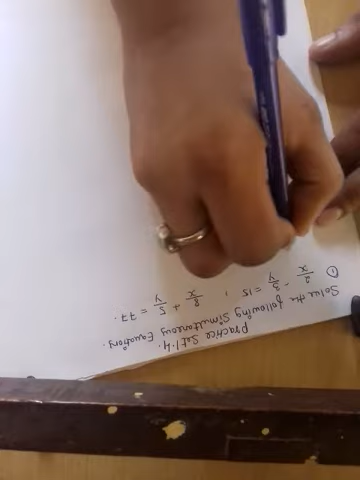 Practice Set 1.4.
Solve the following Simultaneous Equations.
① 2/x - 3/y = 15 ; 8/x + 5/y = 77.